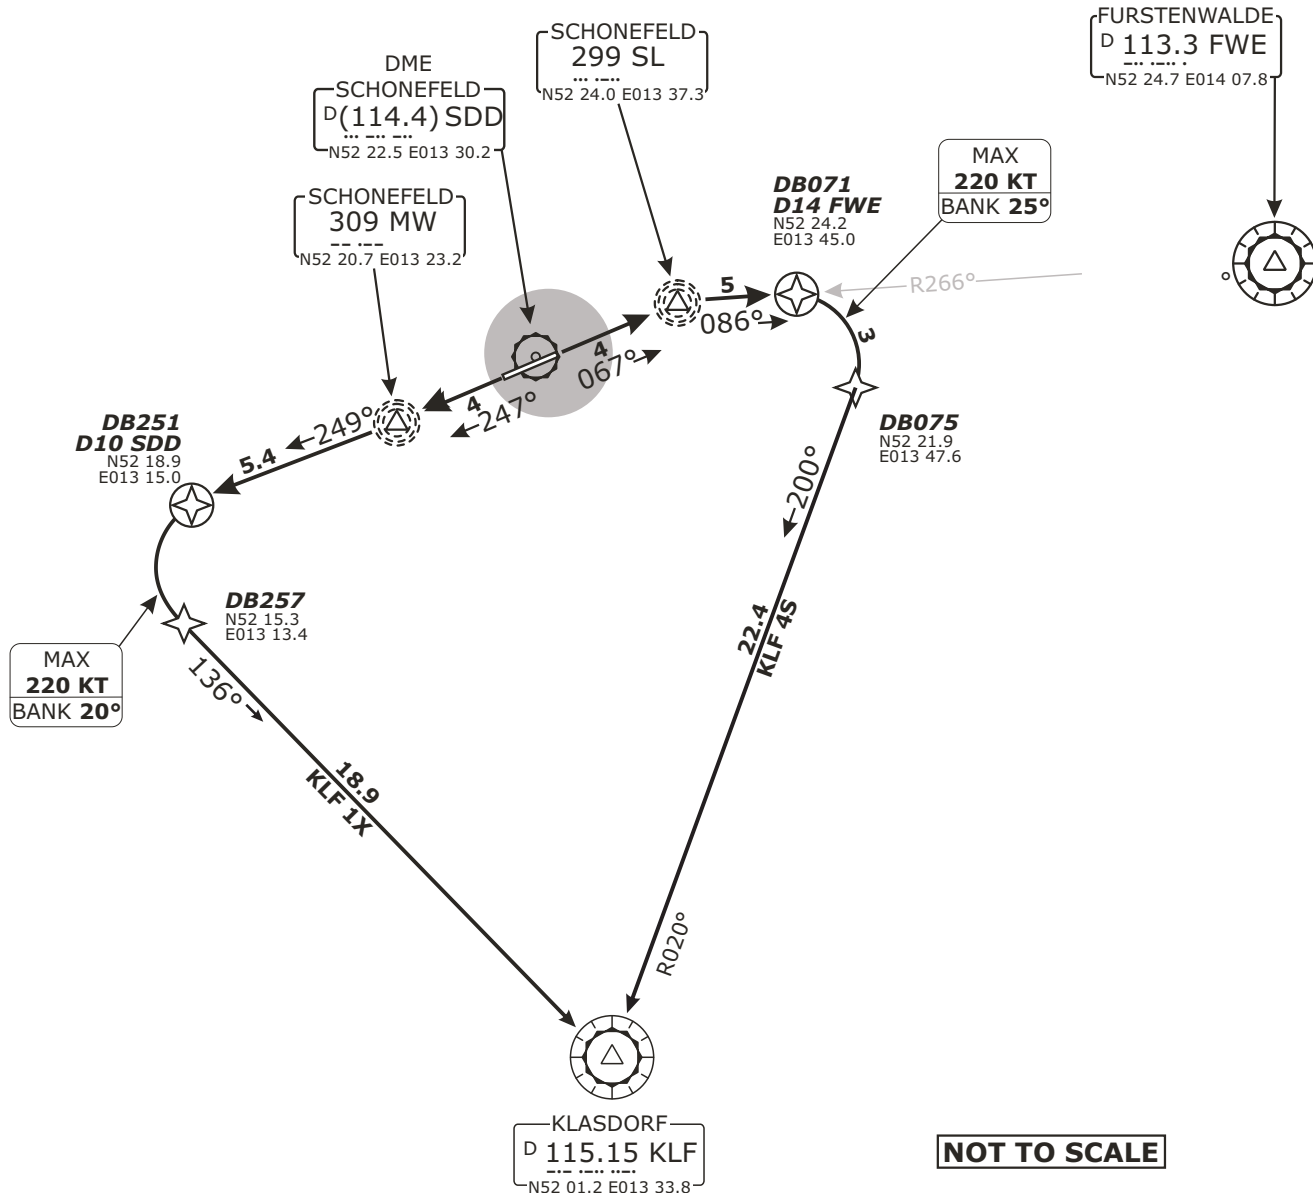 FURSTENWALDE
D 113.3 FWE
N52 24.7 E014 07.8
SCHONEFELD
299 SL
N52 24.0 E013 37.3
DME
SCHONEFELD
D(114.4) SDD
N52 22.5 E013 30.2
SCHONEFELD
309 MW
N52 20.7 E013 23.2
MAX
220 KT
BANK 25°
DB071
D14 FWE
N52 24.2
E013 45.0
R266°
5
086°
3
4
067°
4
247°
249°
5.4
DB251
D10 SDD
N52 18.9
E013 15.0
DB075
N52 21.9
E013 47.6
200°
DB257
N52 15.3
E013 13.4
22.4
KLF 4S
MAX
220 KT
BANK 20°
136°
18.9
KLF 1X
R020°
KLASDORF
D 115.15 KLF
N52 01.2 E013 33.8
NOT TO SCALE